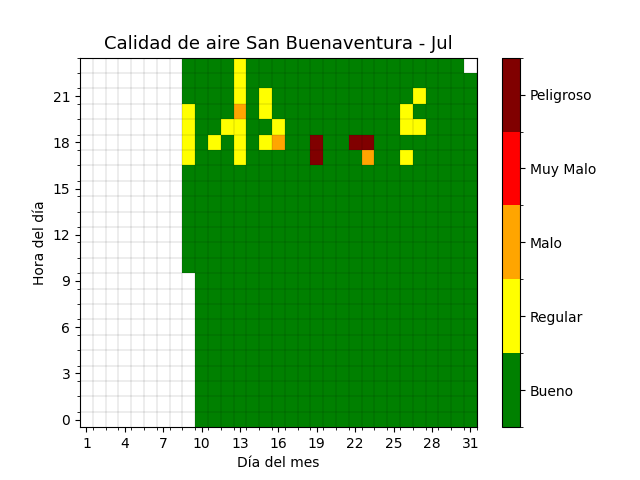 Calidad de aire San Buenaventura - Jul
Hora del día
21
18
15
12
9
6
3
0
1 4 7 10 13 16 19 22 25 28 31
Día del mes
Peligroso
Muy Malo
Malo
Regular
Bueno